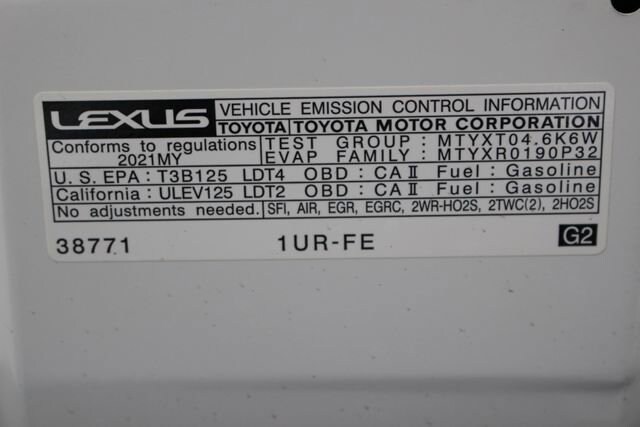 LEXUS VEHICLE EMISSION CONTROL INFORMATION
TOYOTA TOYOTA MOTOR CORPORATION
Conforms to regulations 2021MY
TEST GROUP : MTYXT04.6K6W
EVAP FAMILY : MTYXR0190P32
U.S. EPA : T3B125 LDT4 OBD : CA II Fuel : Gasoline
California : ULEV125 LDT2 OBD : CA II Fuel : Gasoline
No adjustments needed. SFI, AIR, EGR, EGRC, 2WR-HO2S, 2TWC(2), 2HO2S
38771 1UR-FE G2